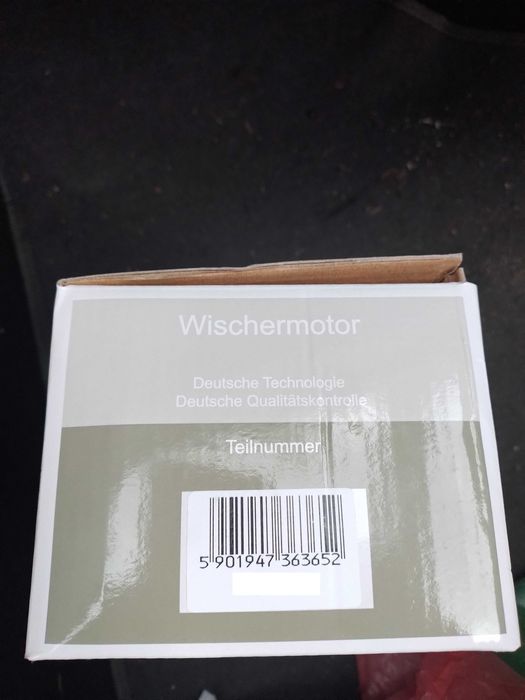 Wischermotor
Deutsche Technologie
Deutsche Qualitätskontrolle
Teilnummer
5 901947 363652